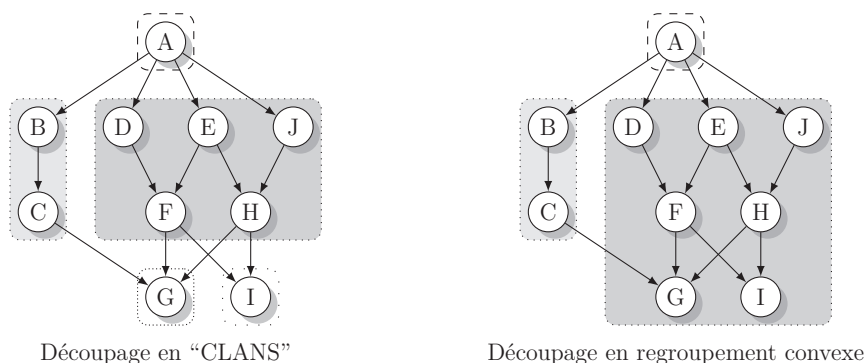 A
B
D
E
J
C
F
H
G
I
Découpage en “CLANS”
A
B
D
E
J
C
F
H
G
I
Découpage en regroupement convexe